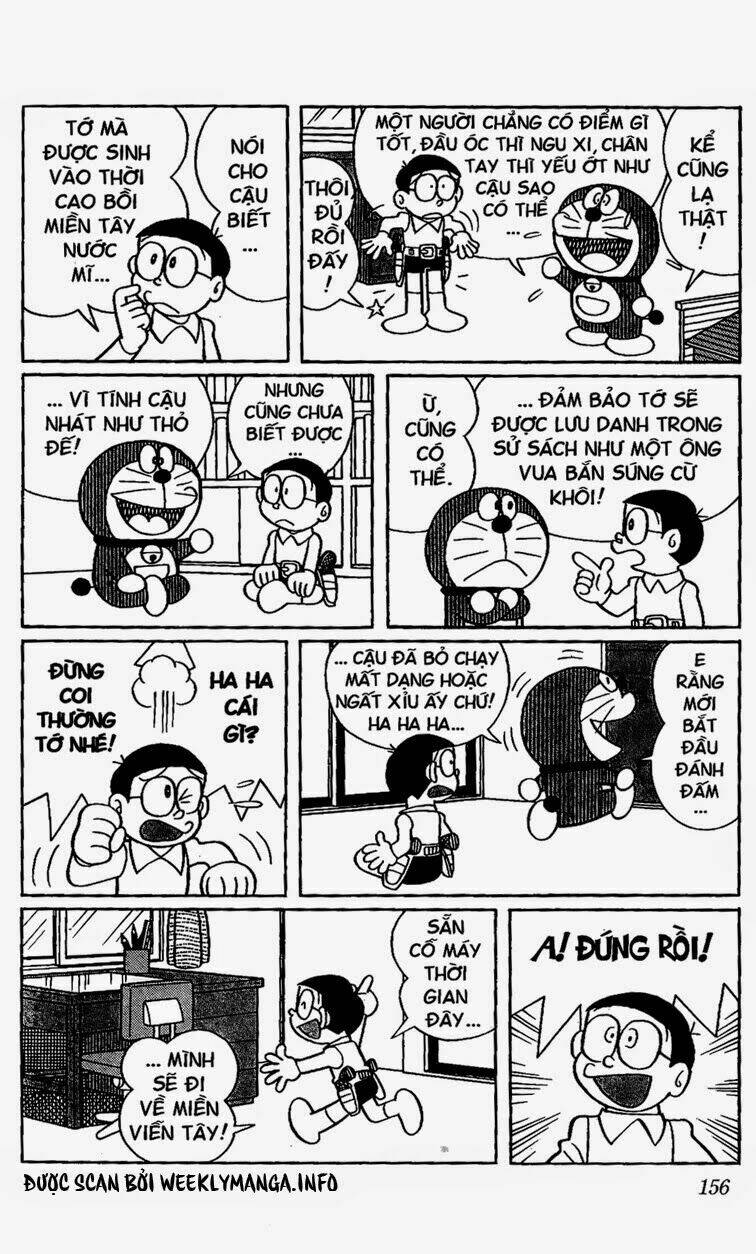 KỂ
CŨNG
LẠ
THẬT
!
MỘT NGƯỜI CHẲNG CÓ ĐIỂM GÌ
TỐT, ĐẦU ÓC THÌ NGU XI, CHÂN
TAY THÌ YẾU ỚT NHƯ
CẬU SAO
CÓ THỂ
...
THÔI,
ĐỦ
RỒI
ĐẤY
!
NÓI
CHO
CẬU
BIẾT
...
TỚ MÀ
ĐƯỢC SINH
VÀO THỜI
CAO BỒI
MIỀN TÂY
NƯỚC
MĨ...
... ĐẢM BẢO TỚ SẼ
ĐƯỢC LƯU DANH TRONG
SỬ SÁCH NHƯ MỘT ÔNG
VUA BẮN SÚNG CỪ
KHÔI!
Ừ,
CŨNG
CÓ
THỂ.
NHƯNG
CŨNG CHƯA
BIẾT ĐƯỢC
...
... VÌ TÍNH CẬU
NHÁT NHƯ THỎ
ĐẾ!
E
RẰNG
MỚI
BẮT
ĐẦU
ĐÁNH
ĐẤM
...
... CẬU ĐÃ BỎ CHẠY
MẤT DẠNG HOẶC
NGẤT XỈU ẤY CHỨ!
HA HA HA...
HA HA
CÁI
GÌ?
ĐỪNG
COI
THƯỜNG
TỚ NHÉ!
A! ĐÚNG RỒI!
SẴN
CỖ MÁY
THỜI
GIAN
ĐÂY...
... MÌNH
SẼ ĐI
VỀ MIỀN
VIỄN TÂY!
ĐƯỢC SCAN BỞI WEEKLYMANGA.INFO
156